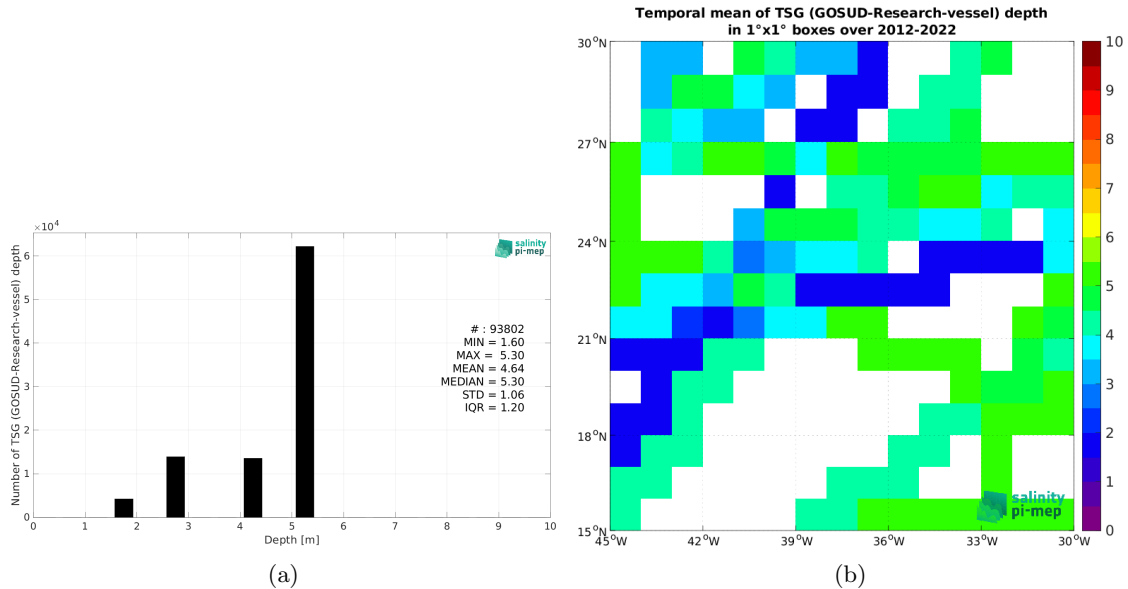 ×10⁴
6
5
4
3
2
1
0
Number of TSG (GOSUD-Research-vessel) depth
salinity
pi-mep
# : 93802
MIN = 1.60
MAX = 5.30
MEAN = 4.64
MEDIAN = 5.30
STD = 1.06
IQR = 1.20
0 1 2 3 4 5 6 7 8 9 10
Depth [m]
(a)
Temporal mean of TSG (GOSUD-Research-vessel) depth
in 1°x1° boxes over 2012-2022
30°N
27°N
24°N
21°N
18°N
15°N
45°W 42°W 39°W 36°W 33°W 30°W
salinity
pi-mep
10
9
8
7
6
5
4
3
2
1
0
(b)